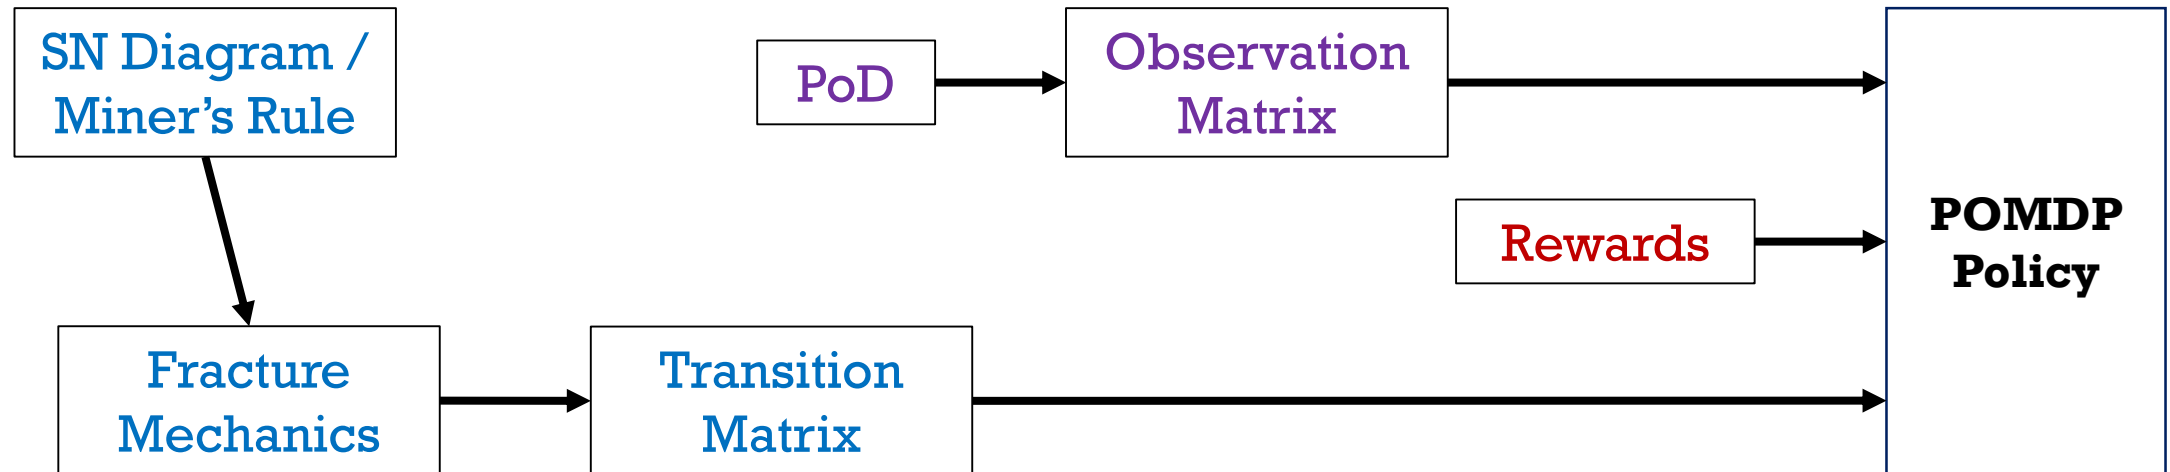 SN Diagram /
Miner’s Rule
PoD
Observation
Matrix
Rewards
POMDP
Policy
Fracture
Mechanics
Transition
Matrix